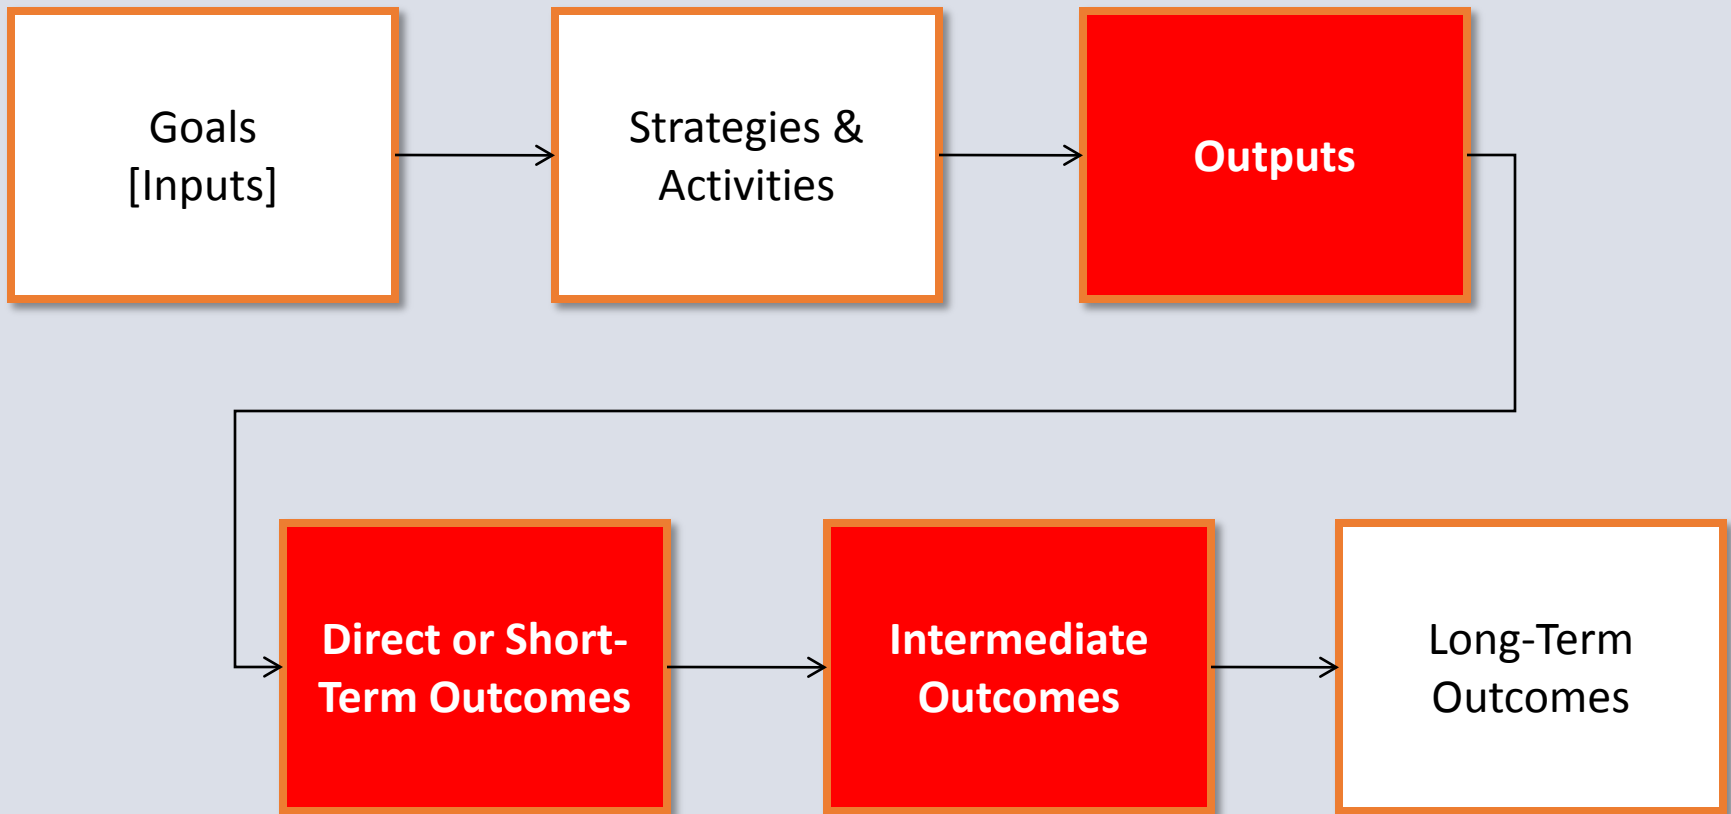 Goals
[Inputs]
Strategies &
Activities
Outputs
Direct or Short-
Term Outcomes
Intermediate
Outcomes
Long-Term
Outcomes